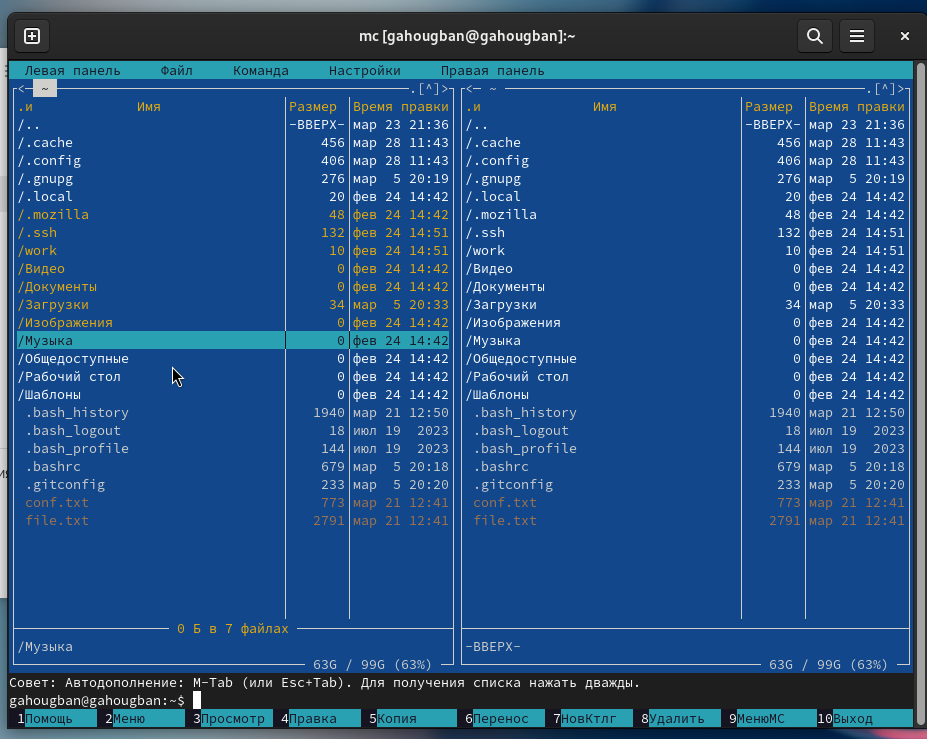 mc [gahougban@gahougban]:~
Левая панель Файл Команда Настройки Правая панель
<─ ~ .[^]> <─ ~ .[^]>
.и Имя Размер Время правки .и Имя Размер Время правки
/.. -ВВЕРХ- мар 23 21:36 /.. -ВВЕРХ- мар 23 21:36
/.cache 456 мар 28 11:43 /.cache 456 мар 28 11:43
/.config 406 мар 28 11:43 /.config 406 мар 28 11:43
/.gnupg 276 мар 5 20:19 /.gnupg 276 мар 5 20:19
/.local 20 фев 24 14:42 /.local 20 фев 24 14:42
/.mozilla 48 фев 24 14:42 /.mozilla 48 фев 24 14:42
/.ssh 132 фев 24 14:51 /.ssh 132 фев 24 14:51
/work 10 фев 24 14:51 /work 10 фев 24 14:51
/Видео 0 фев 24 14:42 /Видео 0 фев 24 14:42
/Документы 0 фев 24 14:42 /Документы 0 фев 24 14:42
/Загрузки 34 мар 5 20:33 /Загрузки 34 мар 5 20:33
/Изображения 0 фев 24 14:42 /Изображения 0 фев 24 14:42
/Музыка 0 фев 24 14:42 /Музыка 0 фев 24 14:42
/Общедоступные 0 фев 24 14:42 /Общедоступные 0 фев 24 14:42
/Рабочий стол 0 фев 24 14:42 /Рабочий стол 0 фев 24 14:42
/Шаблоны 0 фев 24 14:42 /Шаблоны 0 фев 24 14:42
.bash_history 1940 мар 21 12:50 .bash_history 1940 мар 21 12:50
.bash_logout 18 июл 19 2023 .bash_logout 18 июл 19 2023
.bash_profile 144 июл 19 2023 .bash_profile 144 июл 19 2023
.bashrc 679 мар 5 20:18 .bashrc 679 мар 5 20:18
.gitconfig 233 мар 5 20:20 .gitconfig 233 мар 5 20:20
conf.txt 773 мар 21 12:41 conf.txt 773 мар 21 12:41
file.txt 2791 мар 21 12:41 file.txt 2791 мар 21 12:41
0 Б в 7 файлах
/Музыка -ВВЕРХ-
63G / 99G (63%) 63G / 99G (63%)
Совет: Автодополнение: M-Tab (или Esc+Tab). Для получения списка нажать дважды.
gahougban@gahougban:~$
1Помощь 2Меню 3Просмотр 4Правка 5Копия 6Перенос 7НовКтлг 8Удалить 9МенюMC 10Выход